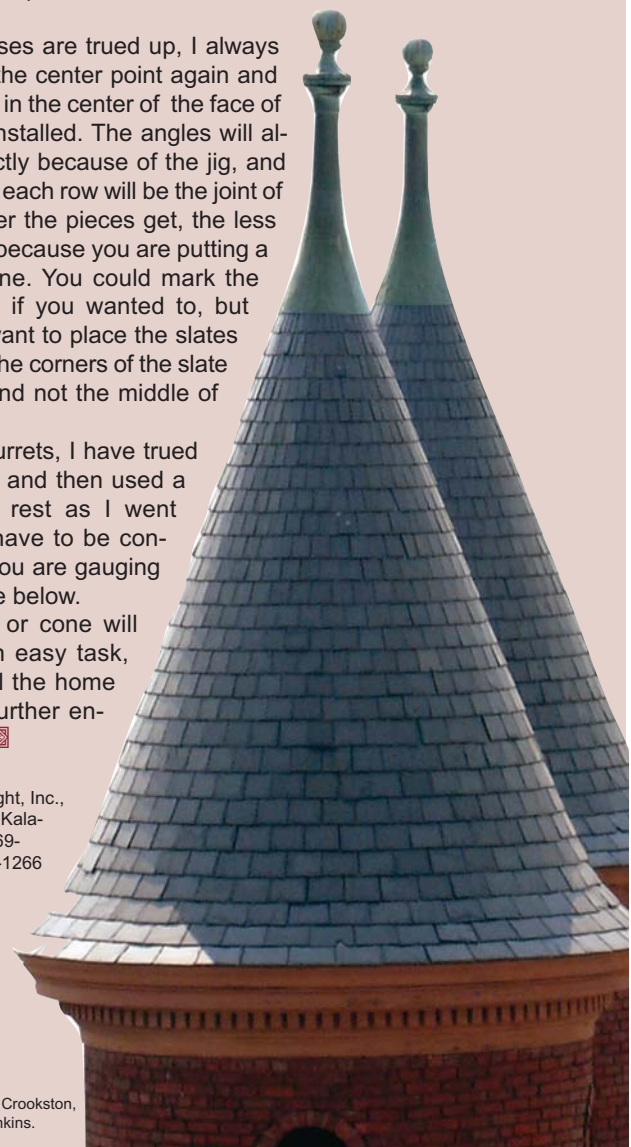 ses are trued up, I always
the center point again and
in the center of the face of
nstalled. The angles will al-
ctly because of the jig, and
each row will be the joint of
er the pieces get, the less
because you are putting a
ne. You could mark the
if you wanted to, but
vant to place the slates
he corners of the slate
nd not the middle of
urrets, I have trued
and then used a
rest as I went
have to be con-
ou are gauging
e below.
or cone will
n easy task,
l the home
urther en-
ght, Inc.,
Kala-
69-
-1266
Crookston,
nkins.